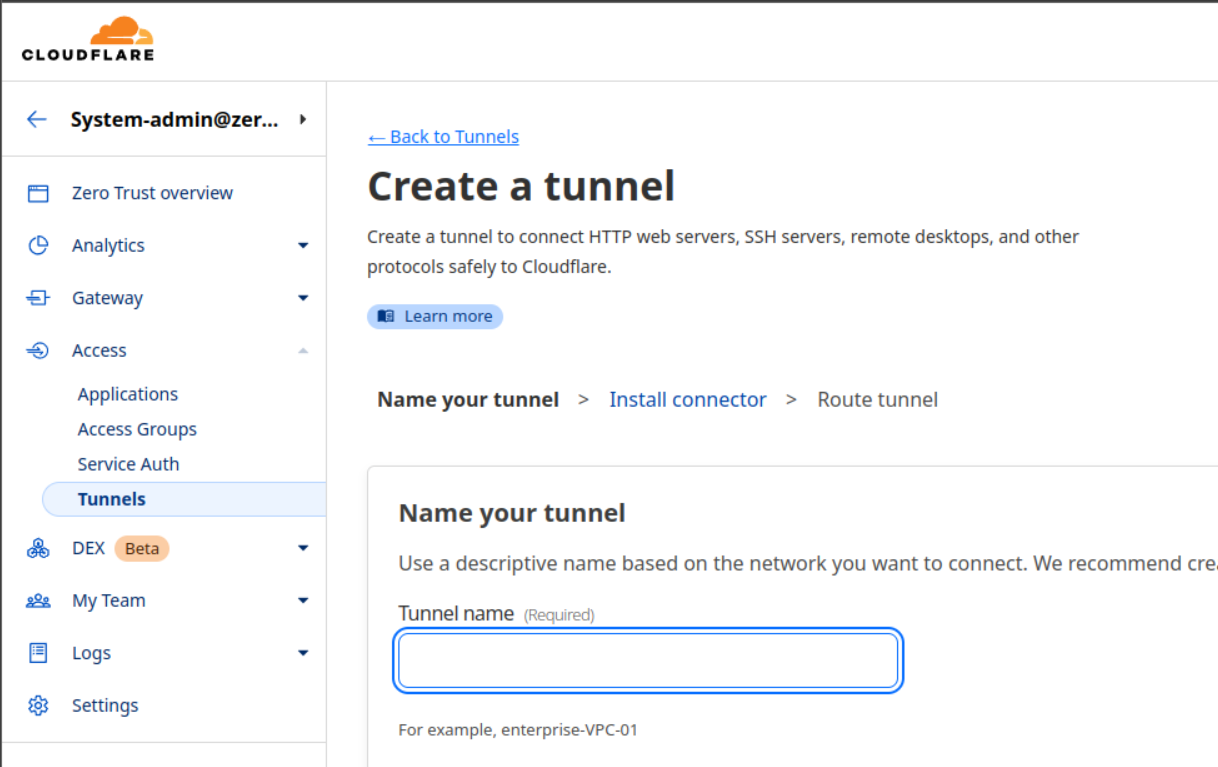 CLOUDFLARE
System-admin@zer...
Zero Trust overview
Analytics
Gateway
Access
Applications
Access Groups
Service Auth
Tunnels
DEX Beta
My Team
Logs
Settings
← Back to Tunnels
Create a tunnel
Create a tunnel to connect HTTP web servers, SSH servers, remote desktops, and other
protocols safely to Cloudflare.
Learn more
Name your tunnel > Install connector > Route tunnel
Name your tunnel
Use a descriptive name based on the network you want to connect. We recommend
Tunnel name (Required)
For example, enterprise-VPC-01